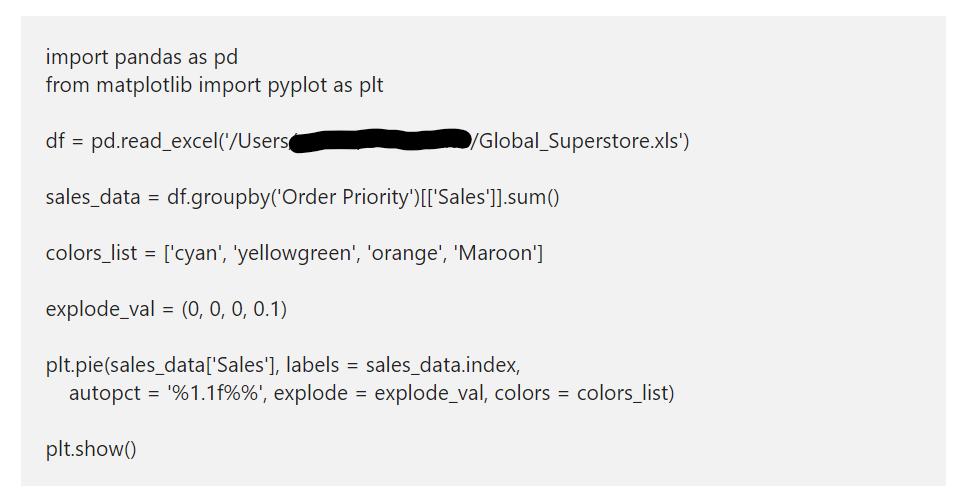 import pandas as pd
from matplotlib import pyplot as plt
df = pd.read_excel('/Users/ /Global_Superstore.xls')
sales_data = df.groupby('Order Priority')[['Sales']].sum()
colors_list = ['cyan', 'yellowgreen', 'orange', 'Maroon']
explode_val = (0, 0, 0, 0.1)
plt.pie(sales_data['Sales'], labels = sales_data.index,
autopct = '%1.1f%%', explode = explode_val, colors = colors_list)
plt.show()